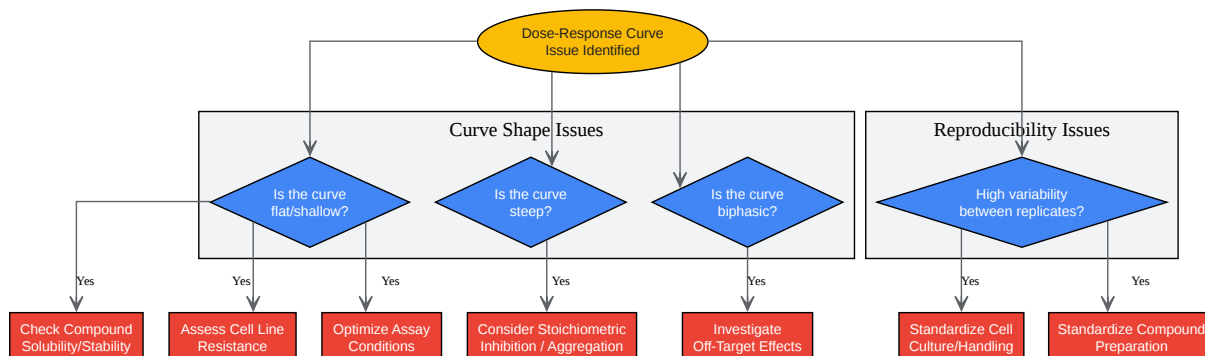 Dose-Response Curve
Issue Identified
Curve Shape Issues
Reproducibility Issues
Is the curve
flat/shallow?
Is the curve
steep?
Is the curve
biphasic?
High variability
between replicates?
Yes
Yes
Yes
Yes
Yes
Yes
Yes
Check Compound
Solubility/Stability
Assess Cell Line
Resistance
Optimize Assay
Conditions
Consider Stoichiometric
Inhibition / Aggregation
Investigate
Off-Target Effects
Standardize Cell
Culture/Handling
Standardize Compound
Preparation